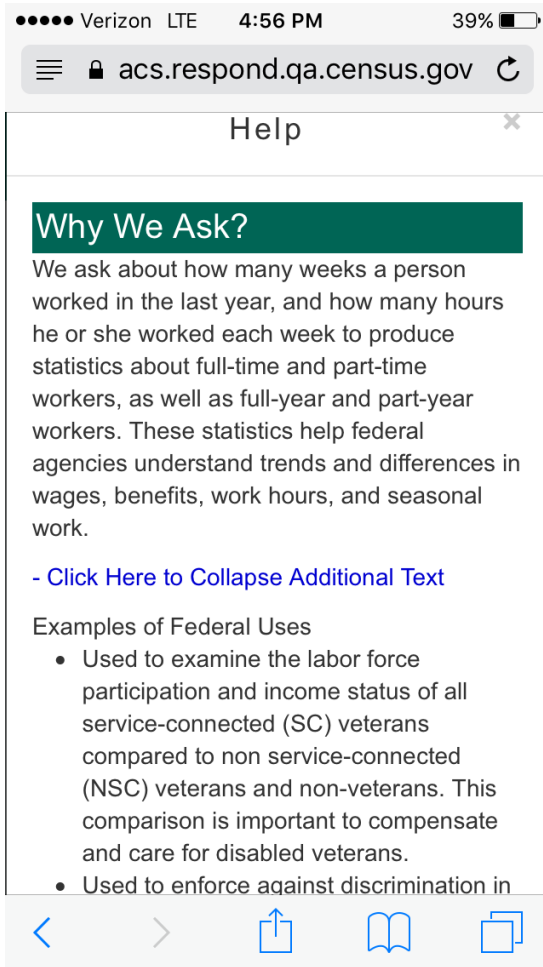 Verizon LTE 4:56 PM 39%
acs.respond.qa.census.gov
Help ×
Why We Ask?
We ask about how many weeks a person
worked in the last year, and how many hours
he or she worked each week to produce
statistics about full-time and part-time
workers, as well as full-year and part-year
workers. These statistics help federal
agencies understand trends and differences in
wages, benefits, work hours, and seasonal
work.
- Click Here to Collapse Additional Text
Examples of Federal Uses
• Used to examine the labor force
participation and income status of all
service-connected (SC) veterans
compared to non service-connected
(NSC) veterans and non-veterans. This
comparison is important to compensate
and care for disabled veterans.
• Used to enforce against discrimination in